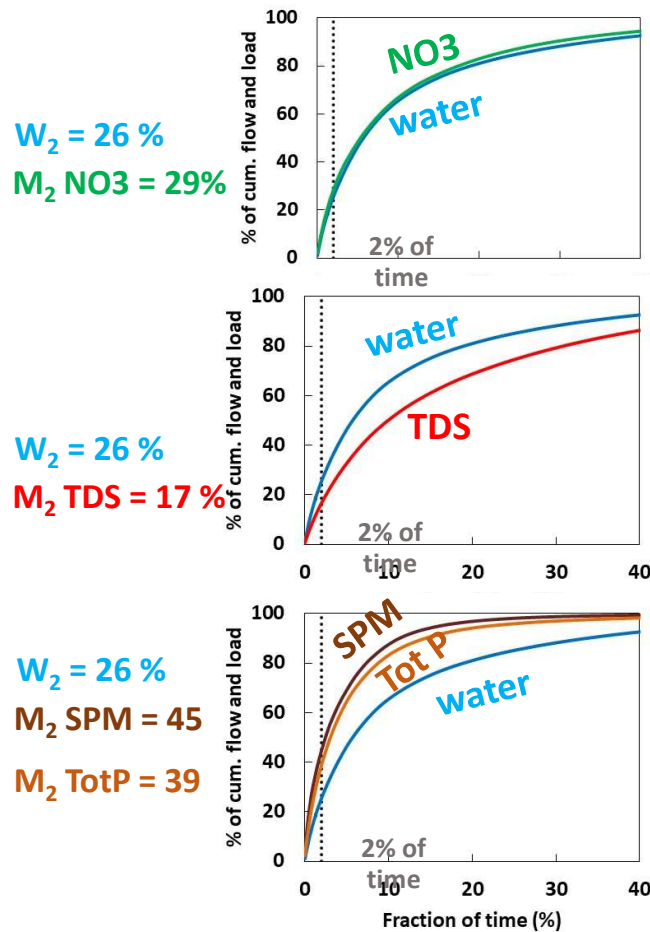 W₂ = 26 %
M₂ NO3 = 29%
% of cum. flow and load
100
80
60
40
20
0
NO3
water
2% of
time
W₂ = 26 %
M₂ TDS = 17 %
% of cum. flow and load
100
80
60
40
20
0
water
TDS
2% of
time
0 10 20 30 40
W₂ = 26 %
M₂ SPM = 45
M₂ TotP = 39
% of cum. flow and load
100
80
60
40
20
0
SPM
Tot P
water
2% of
time
0 10 20 30 40
Fraction of time (%)